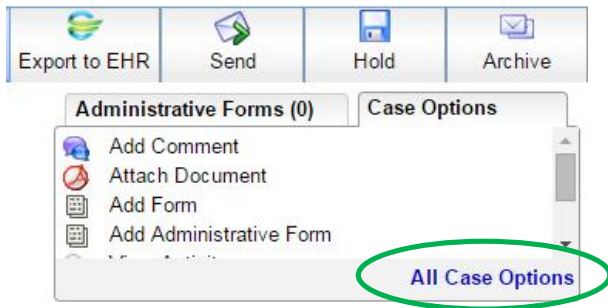 Export to EHR Send Hold Archive
Administrative Forms (0) Case Options
Add Comment
Attach Document
Add Form
Add Administrative Form
All Case Options